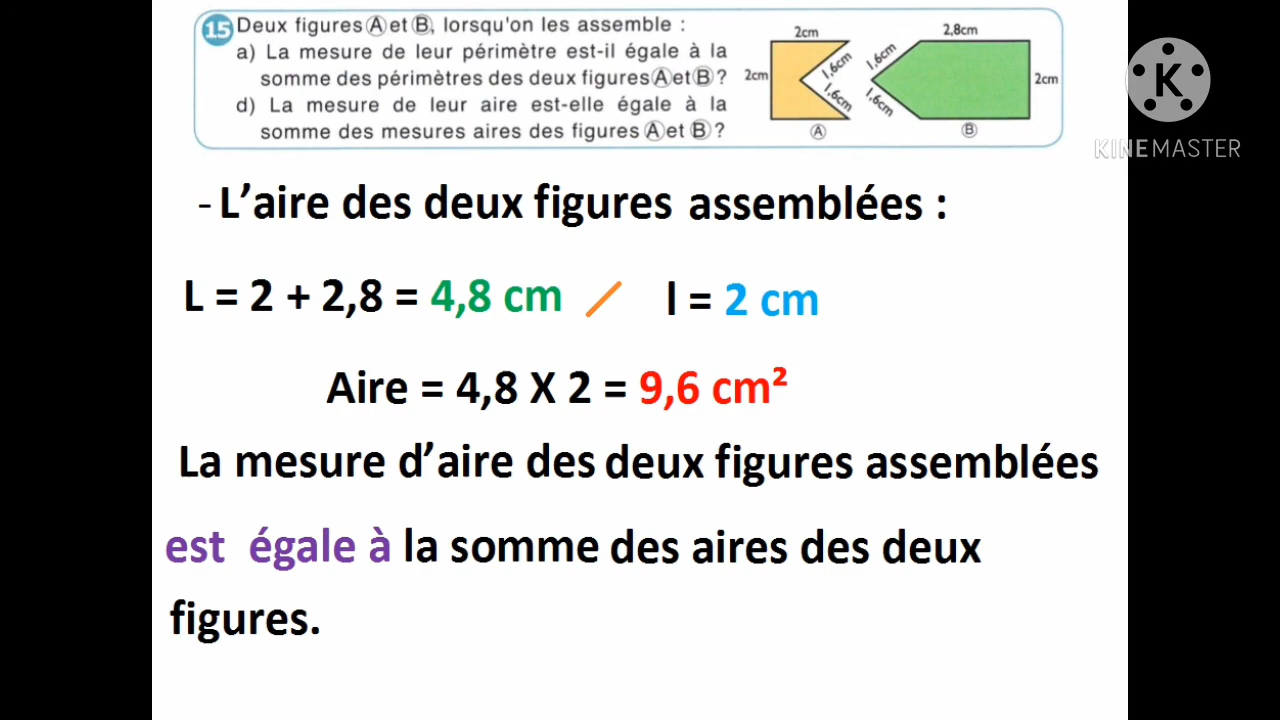 15 Deux figures A et B, lorsqu'on les assemble :
a) La mesure de leur périmètre est-il égale à la
somme des périmètres des deux figures A et B ?
d) La mesure de leur aire est-elle égale à la
somme des mesures aires des figures A et B ?
2cm
2cm
1,6cm
1,6cm
A
2,8cm
1,6cm
1,6cm
2cm
B
K
KINEMASTER
- L’aire des deux figures assemblées :
L = 2 + 2,8 = 4,8 cm / l = 2 cm
Aire = 4,8 X 2 = 9,6 cm²
La mesure d’aire des deux figures assemblées
est égale à la somme des aires des deux
figures.